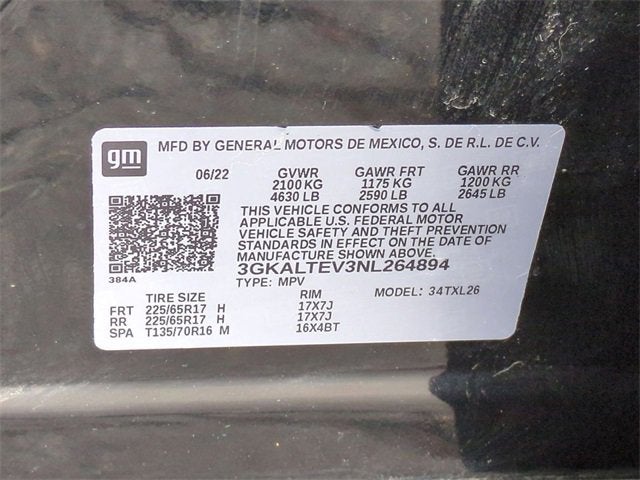 gm MFD BY GENERAL MOTORS DE MEXICO, S. DE R.L. DE C.V.
06/22 GVWR GAWR FRT GAWR RR
2100 KG 1175 KG 1200 KG
4630 LB 2590 LB 2645 LB
THIS VEHICLE CONFORMS TO ALL
APPLICABLE U.S. FEDERAL MOTOR
VEHICLE SAFETY AND THEFT PREVENTION
STANDARDS IN EFFECT ON THE DATE OF
MANUFACTURE SHOWN ABOVE.
3GKALTEV3NL264894
384A
TYPE: MPV MODEL: 34TXL26
TIRE SIZE RIM
FRT 225/65R17 H 17X7J
RR 225/65R17 H 17X7J
SPA T135/70R16 M 16X4BT